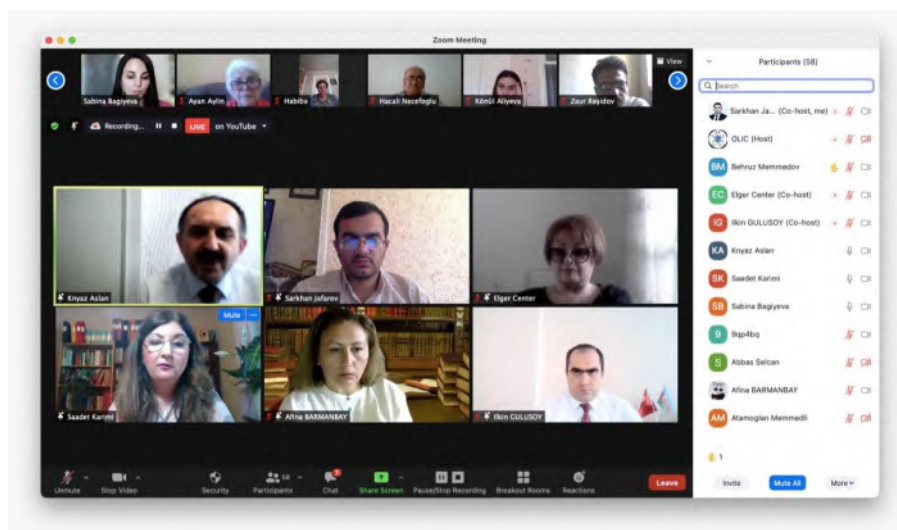 Zoom Meeting
Sabina Bagiyeva
Ayan Aylin
Habiba
Hacali Necefoglu
Könül Aliyeva
Zaur Raşidov
View
Recording...
LIVE
on YouTube
Knyaz Aslan
Sarkhan Jafarov
Elger Center
Mute
Saadet Karimi
Afina BARMANBAY
Ilkin GULUSOY
Unmute
Stop Video
Security
58
Participants
Chat
Share Screen
Pause/Stop Recording
Breakout Rooms
Reactions
Leave
Participants (58)
Search
Sarkhan Ja... (Co-host, me)
OLIC (Host)
BM Behruz Memmedov
EC Elger Center (Co-host)
IG Ilkin GULUSOY (Co-host)
KA Knyaz Aslan
SK Saadet Karimi
SB Sabina Bagiyeva
9 9qp4bq
S Abbas Selcan
Afina BARMANBAY
AM Atamoglan Memmedli
1
Invite
Mute All
More